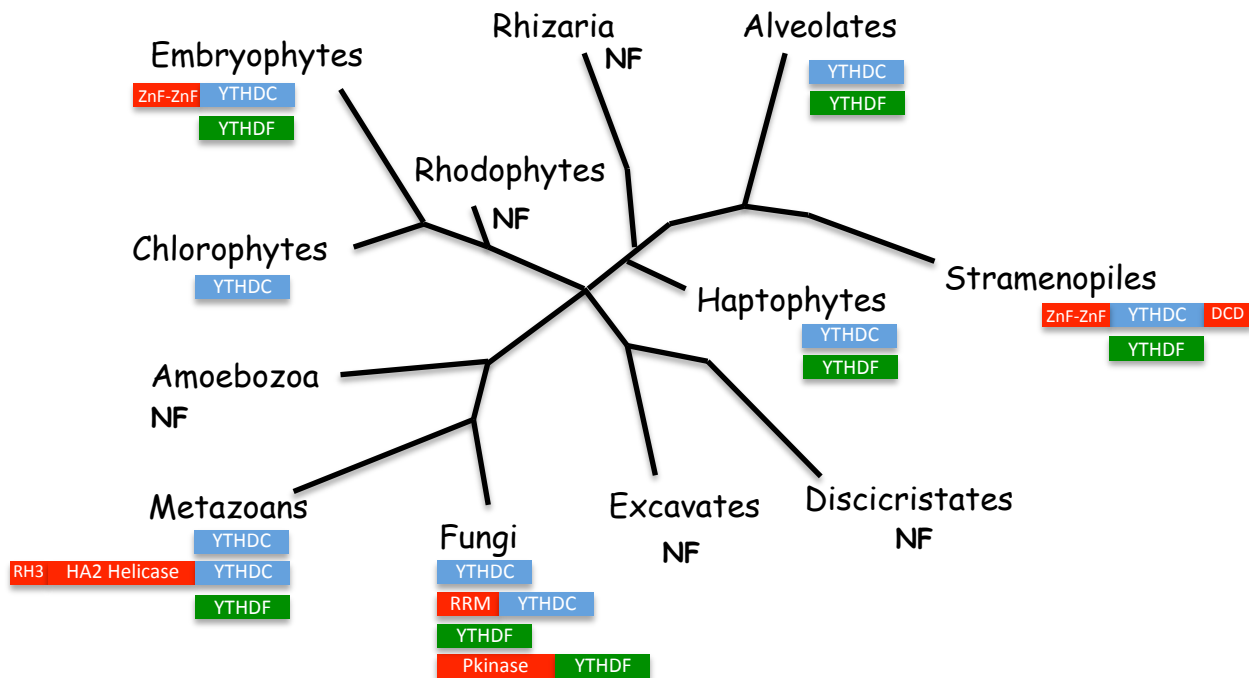 Rhizaria
NF
Alveolates
YTHDC
YTHDF
Embryophytes
ZnF-ZnF YTHDC
YTHDF
Rhodophytes
NF
Chlorophytes
YTHDC
Stramenopiles
ZnF-ZnF YTHDC DCD
YTHDF
Haptophytes
YTHDC
YTHDF
Amoebozoa
NF
Metazoans
YTHDC
RH3 HA2 Helicase YTHDC
YTHDF
Fungi
YTHDC
RRM YTHDC
YTHDF
Pkinase YTHDF
Excavates
NF
Discicristates
NF